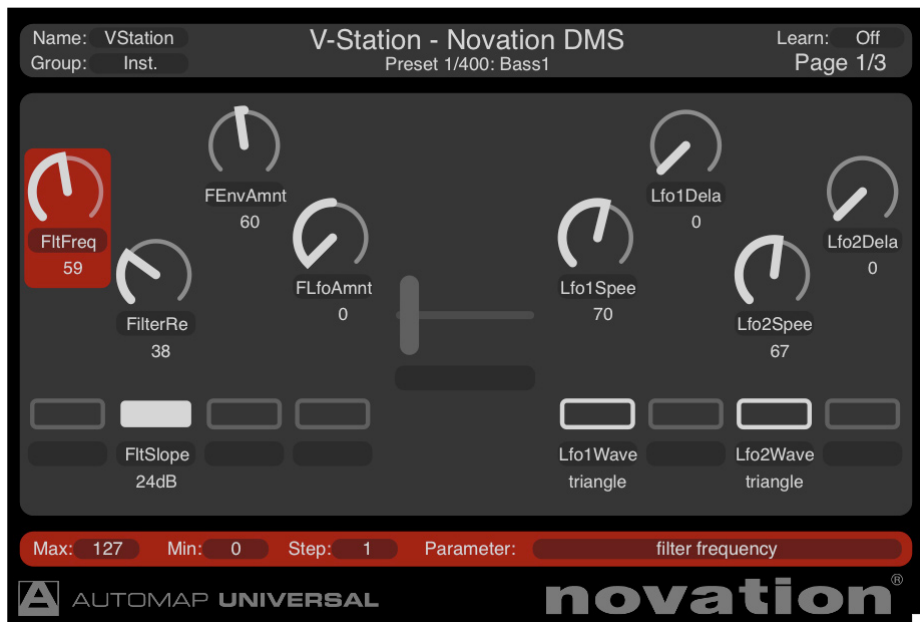 Name: VStation
V-Station - Novation DMS
Learn: Off
Group: Inst.
Preset 1/400: Bass1
Page 1/3
FltFreq
59
FilterRe
38
FEnvAmnt
60
FLfoAmnt
0
Lfo1Spee
70
Lfo1Dela
0
Lfo2Spee
67
Lfo2Dela
0
FltSlope
24dB
Lfo1Wave
triangle
Lfo2Wave
triangle
Max: 127 Min: 0 Step: 1 Parameter: filter frequency
A AUTOMAP UNIVERSAL
novation®